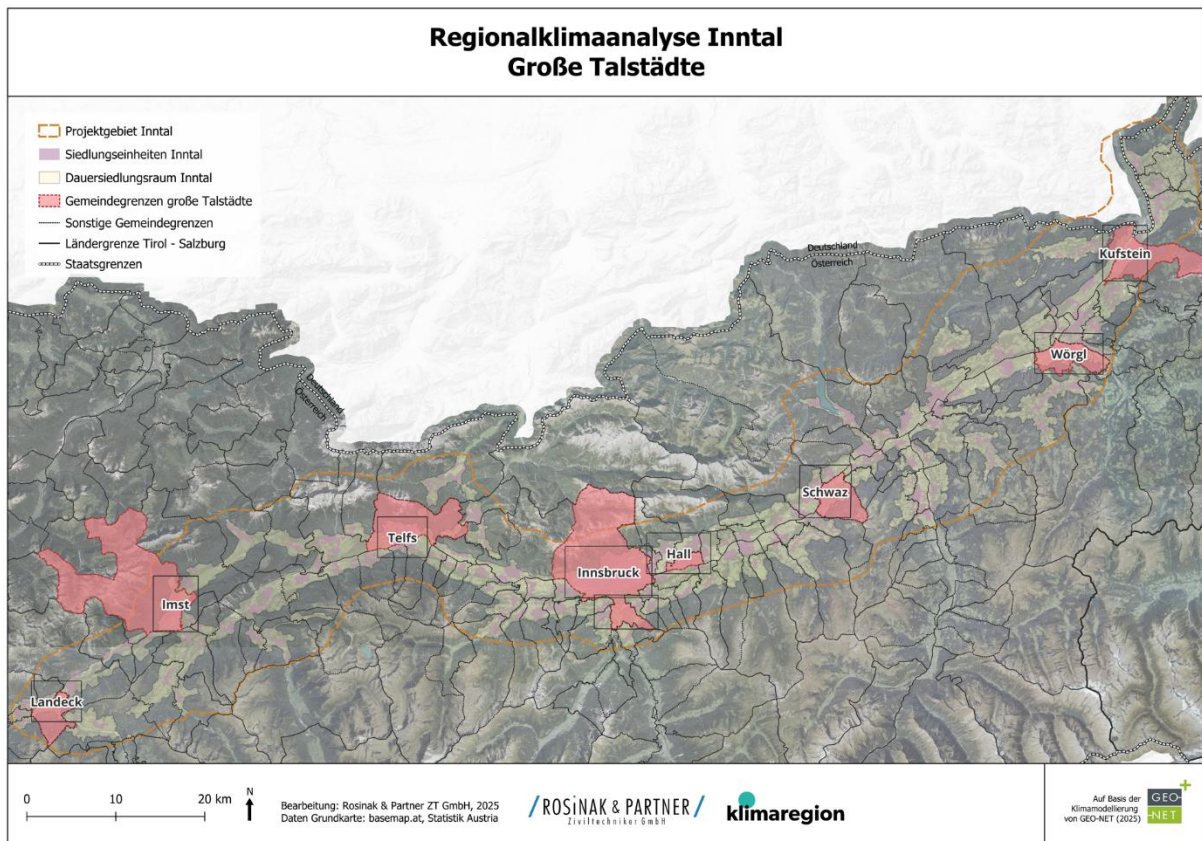 Regionalklimaanalyse Inntal
Große Talstädte
Projektgebiet Inntal
Siedlungseinheiten Inntal
Dauersiedlungsraum Inntal
Gemeindegrenzen große Talstädte
Sonstige Gemeindegrenzen
Ländergrenze Tirol - Salzburg
Staatsgrenzen
Deutschland
Österreich
Kufstein
Wörgl
Deutschland
Österreich
Schwaz
Telfs
Hall
Innsbruck
Imst
Landeck
0 10 20 km
N
Bearbeitung: Rosinak & Partner ZT GmbH, 2025
Daten Grundkarte: basemap.at, Statistik Austria
/ROSINAK & PARTNER/
Ziviltechniker GmbH
klimaregion
Auf Basis der
Klimamodellierung
von GEO-NET (2025)
GEO-
NET